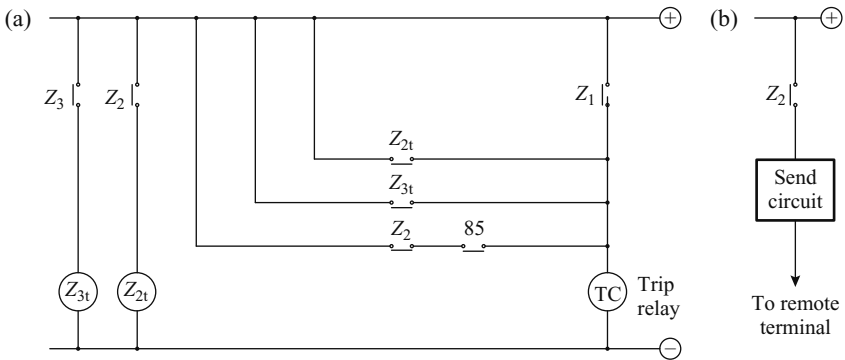 (a)
+
(b)
+
Z3
Z2
Z1
Z2
Z2t
Z3t
Z2
85
Send
circuit
Z3t
Z2t
TC
Trip
relay
To remote
terminal
−